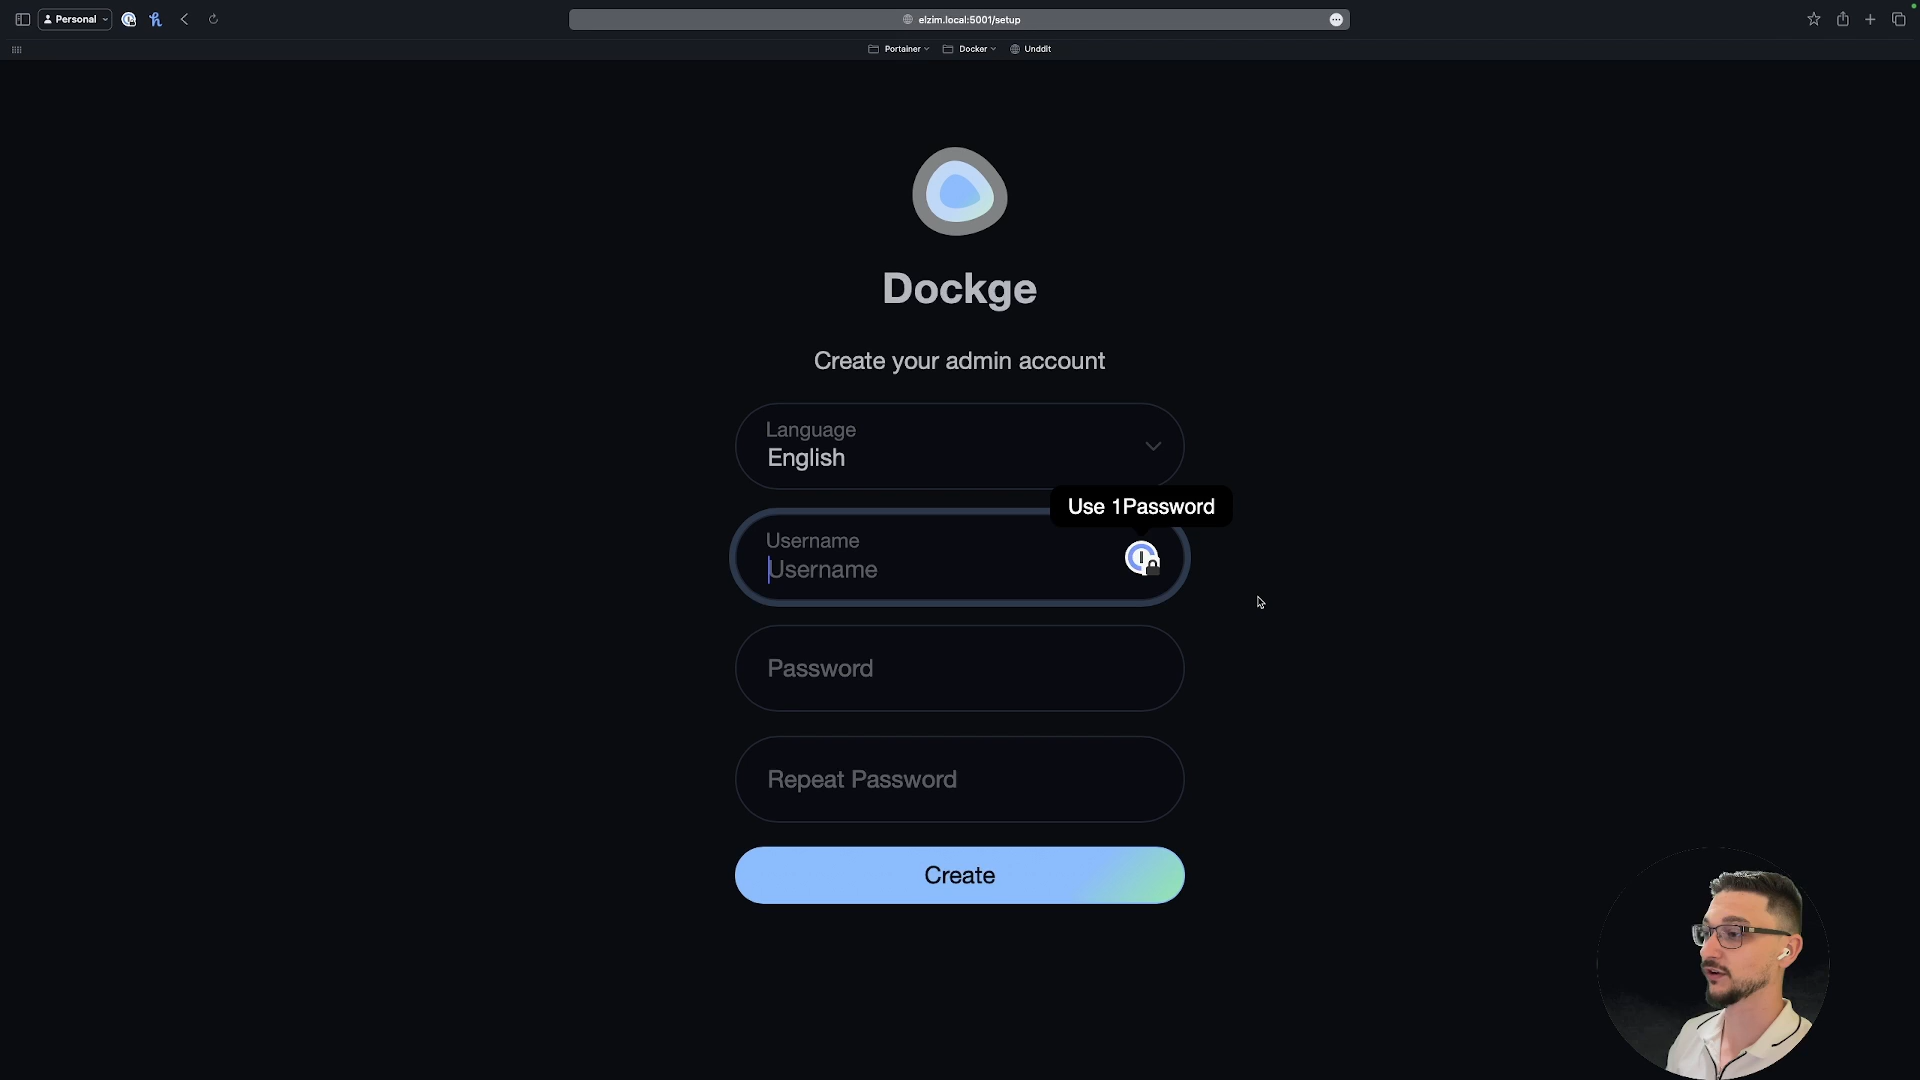 Personal
elzim.local:5001/setup
Portainer
Docker
Unddit
Dockge
Create your admin account
Language
English
Use 1Password
Username
Username
Password
Repeat Password
Create